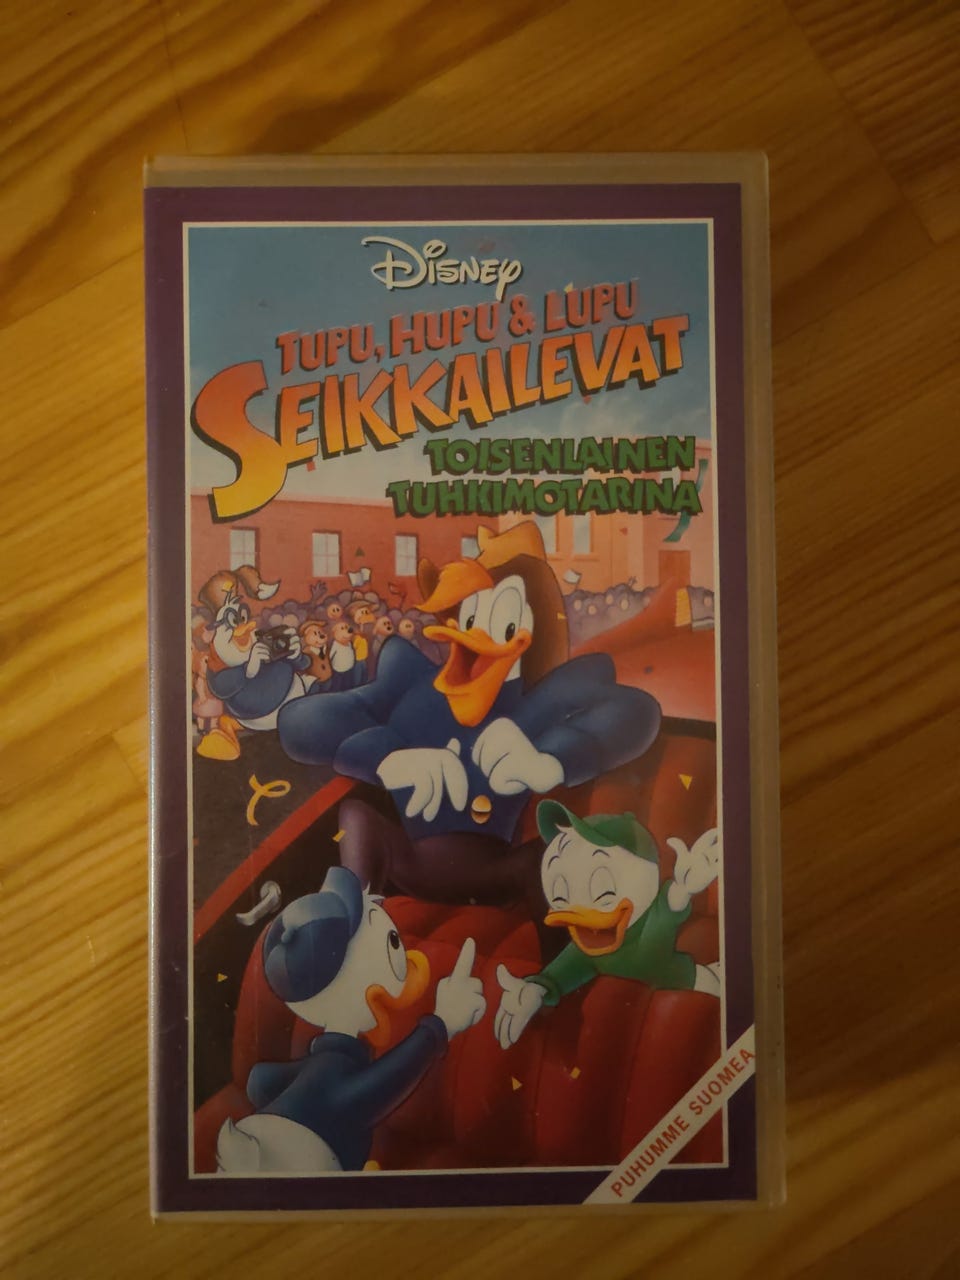 Disney
TUPU, HUPU & LUPU
SEIKKAILEVAT
TOISENLAINEN
TUHKIMOTARINA
PUHUMME SUOMEA